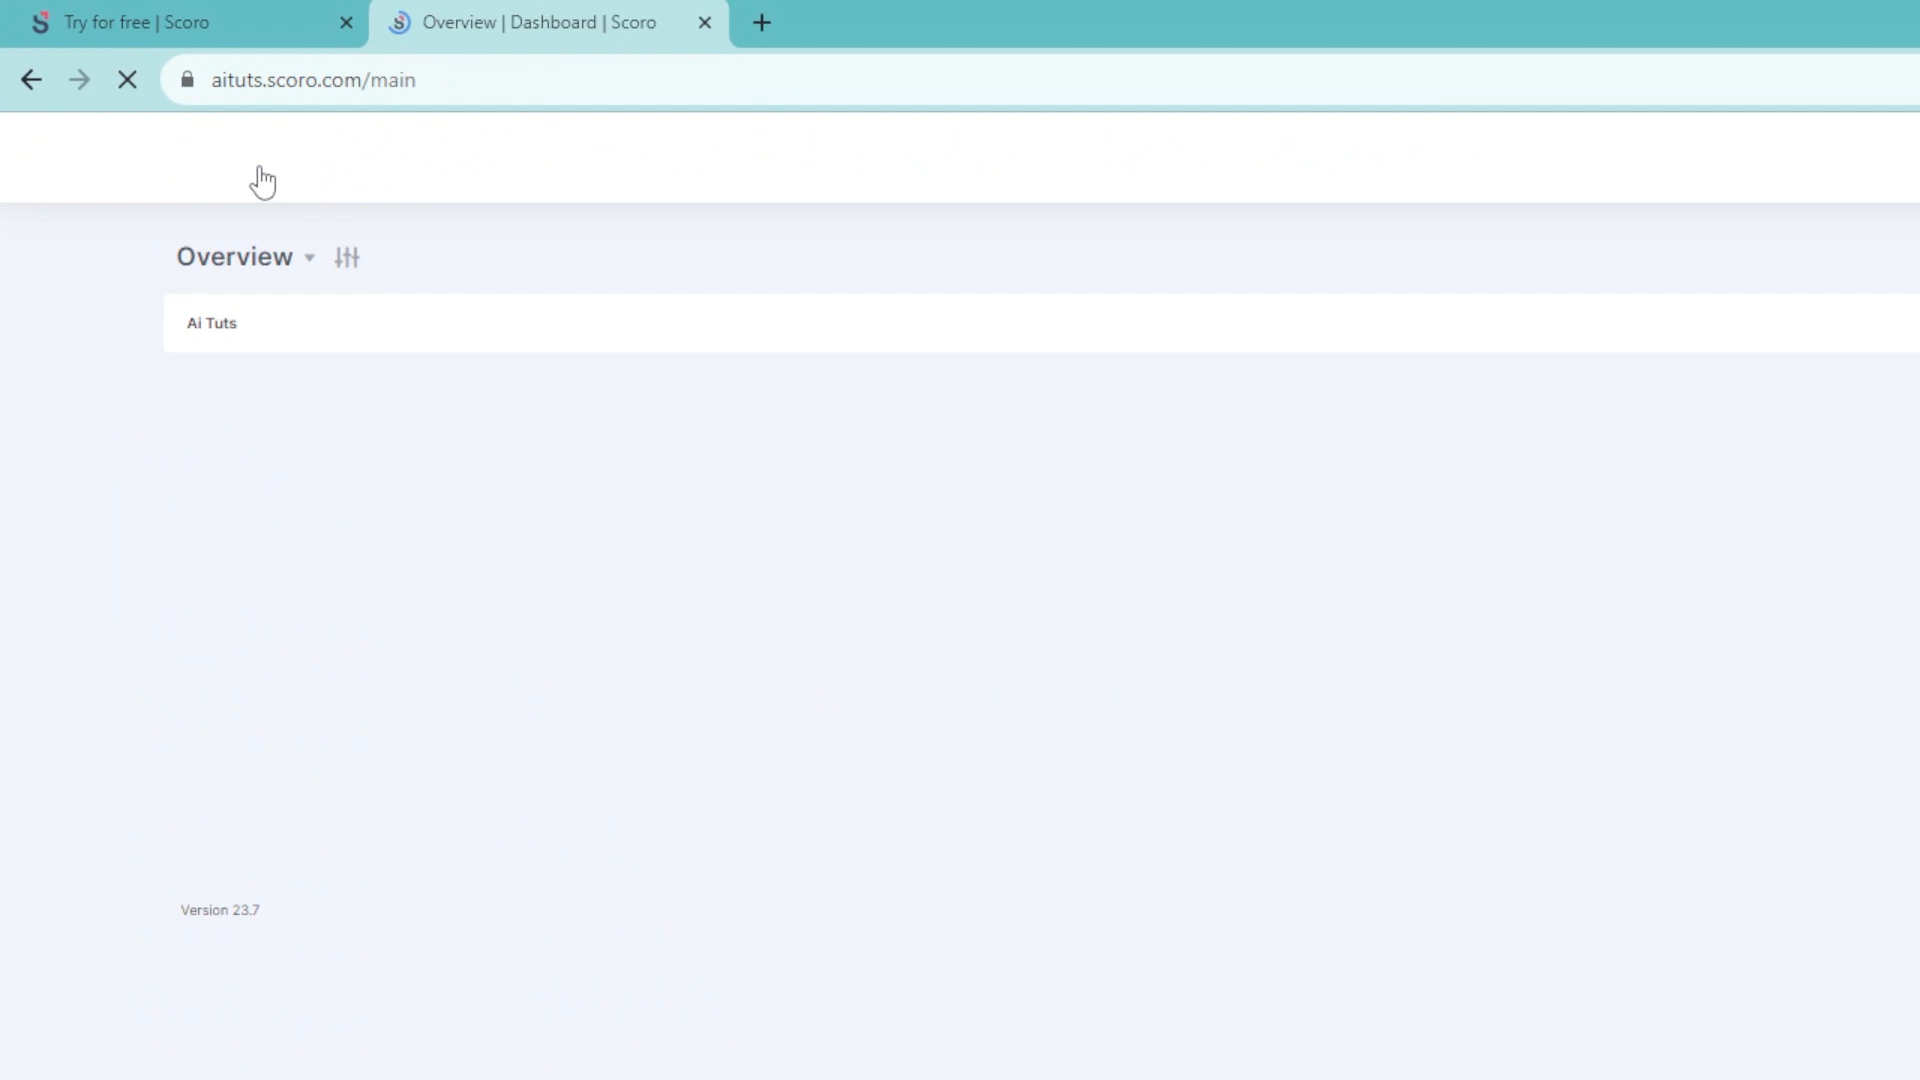 Try for free | Scoro
Overview | Dashboard | Scoro
aituts.scoro.com/main
Overview
Ai Tuts
Version 23.7